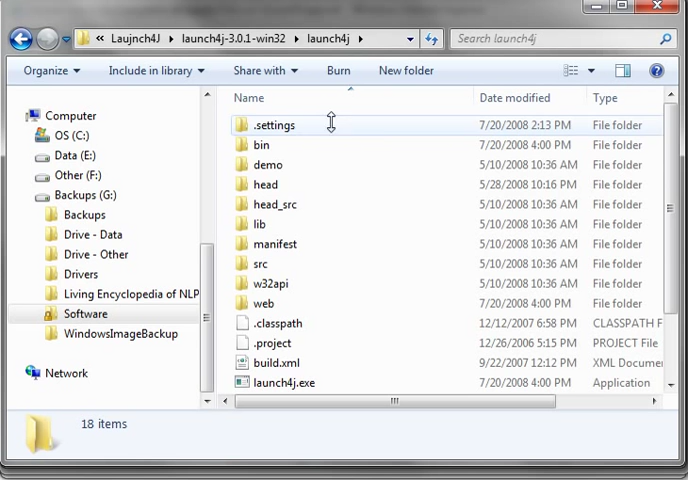 « Laujnch4J launch4j-3.0.1-win32 launch4j Search launch4j
Organize Include in library Share with Burn New folder
Name Date modified Type
Computer
OS (C:)
Data (E:)
Other (F:)
Backups (G:)
Backups
Drive - Data
Drive - Other
Drivers
Living Encyclopedia of NLP
Software
WindowsImageBackup
Network
.settings 7/20/2008 2:13 PM File folder
bin 7/20/2008 4:00 PM File folder
demo 5/10/2008 10:36 AM File folder
head 5/28/2008 10:16 PM File folder
head_src 5/10/2008 10:36 AM File folder
lib 5/10/2008 10:36 AM File folder
manifest 5/10/2008 10:36 AM File folder
src 5/10/2008 10:36 AM File folder
w32api 5/10/2008 10:36 AM File folder
web 7/20/2008 4:00 PM File folder
.classpath 12/12/2007 6:58 PM CLASSPATH F
.project 12/26/2006 5:15 PM PROJECT File
build.xml 9/22/2007 12:12 PM XML Docume
launch4j.exe 7/20/2008 4:00 PM Application
18 items